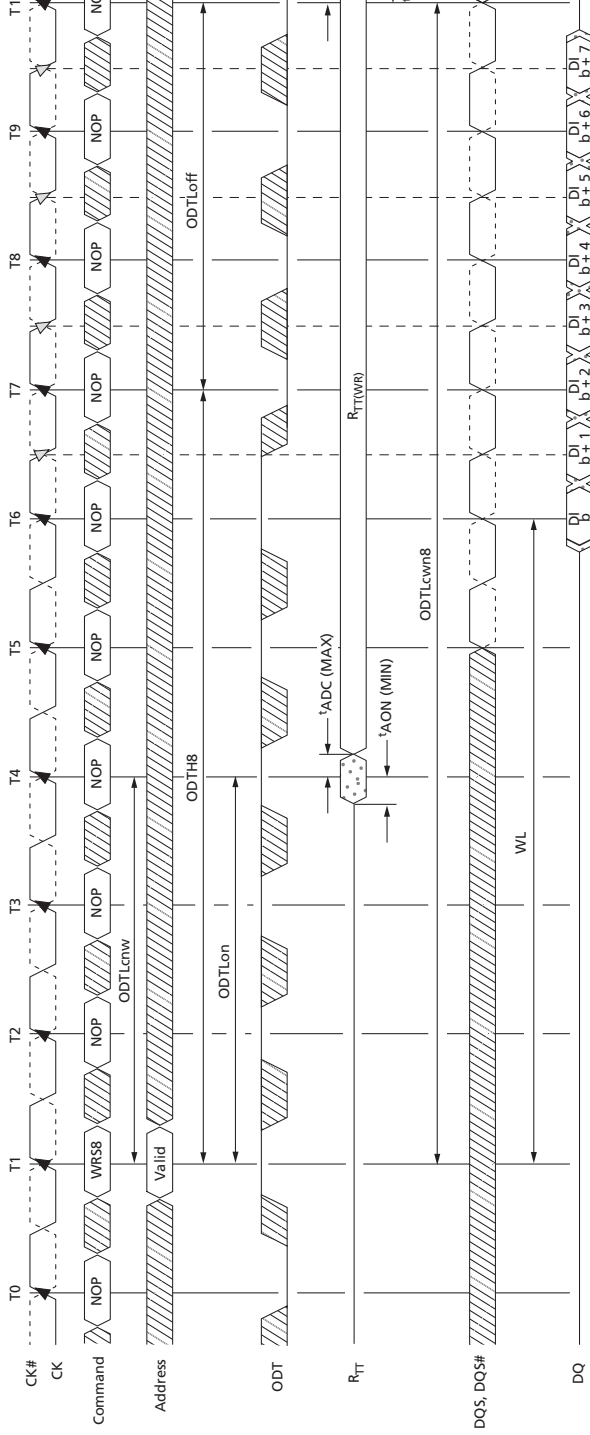 T0 T1 T2 T3 T4 T5 T6 T7 T8 T9
CK#
CK
Command NOP WRS8 NOP NOP NOP NOP NOP NOP NOP NOP
ODTLcnw
Address Valid
ODTH8 ODTLoff
ODTLon
ODT
tADC (MAX)
RTT RTT(WR)
tAON (MIN)
ODTLcwn8
DQS, DQS#
WL
DQ DI DI DI DI DI DI DI DI
b b + 1 b + 2 b + 3 b + 4 b + 5 b + 6 b + 7